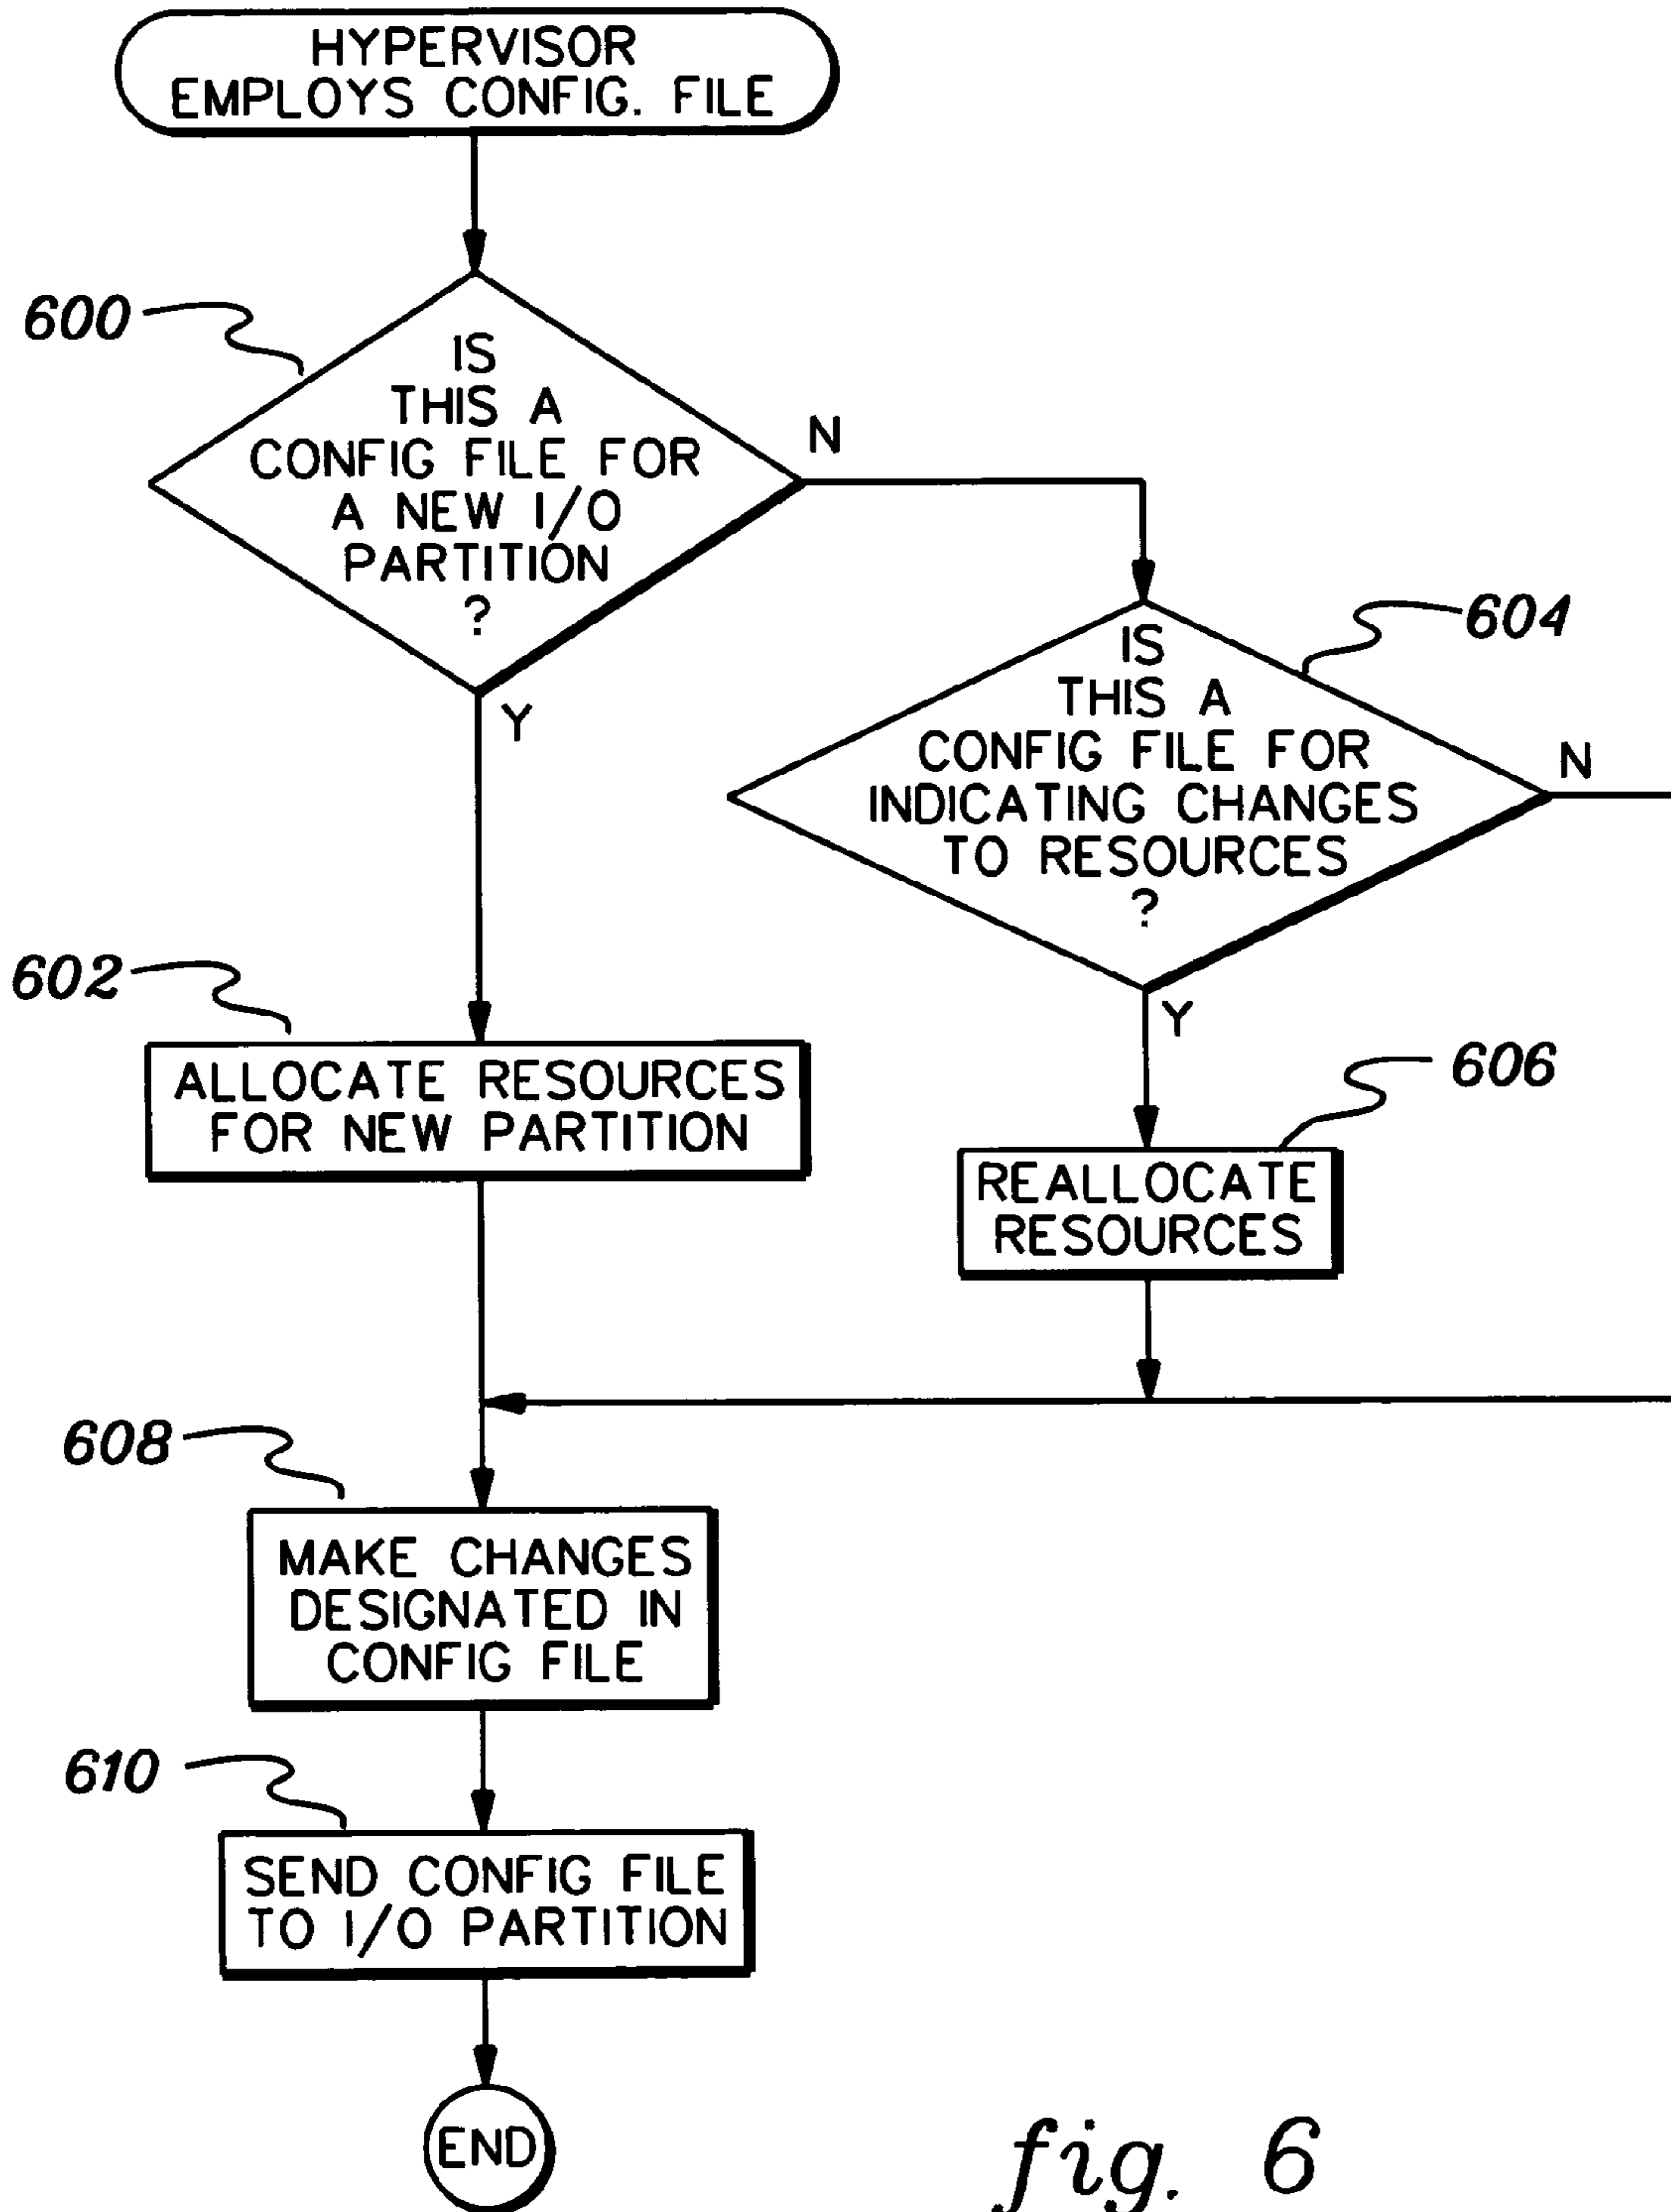 HYPERVISOR
EMPLOYS CONFIG. FILE
600
IS
THIS A
CONFIG FILE FOR
A NEW I/O
PARTITION
?
N
Y
604
IS
THIS A
CONFIG FILE FOR
INDICATING CHANGES
TO RESOURCES
?
N
Y
602
ALLOCATE RESOURCES
FOR NEW PARTITION
606
REALLOCATE
RESOURCES
608
MAKE CHANGES
DESIGNATED IN
CONFIG FILE
610
SEND CONFIG FILE
TO I/O PARTITION
END
fig. 6